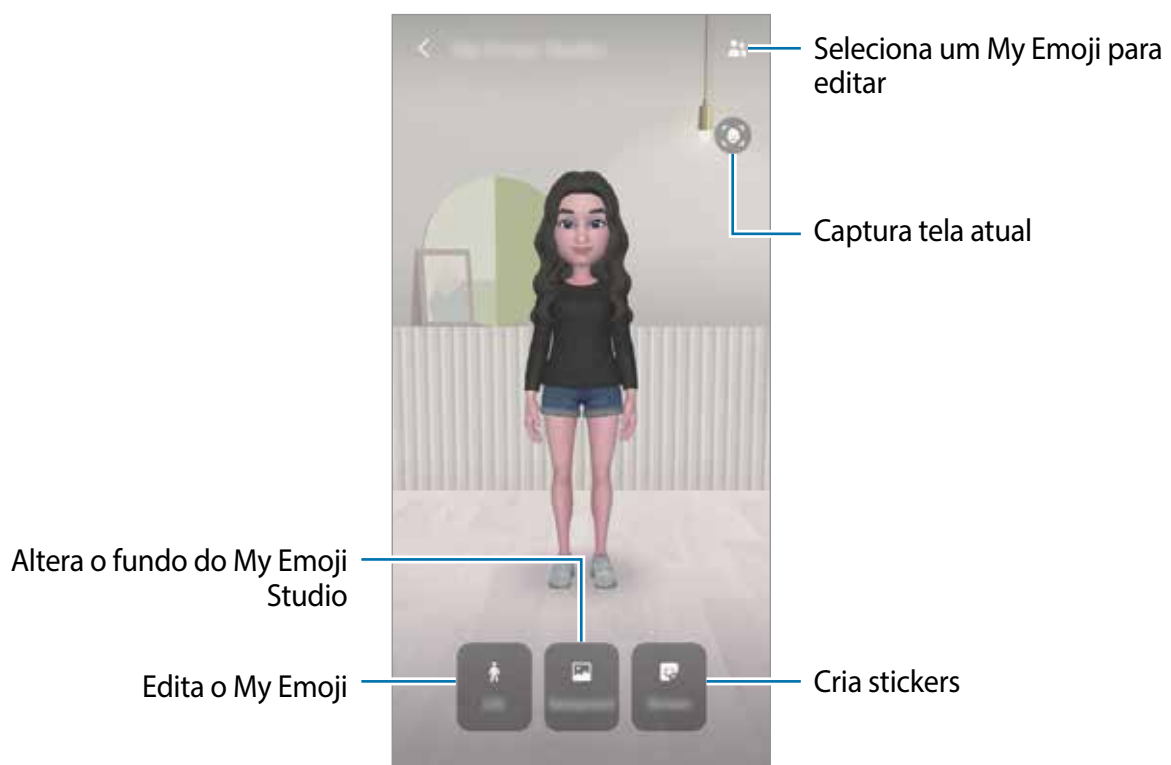 Seleciona um My Emoji para
editar
Captura tela atual
Altera o fundo do My Emoji
Studio
Edita o My Emoji
Cria stickers